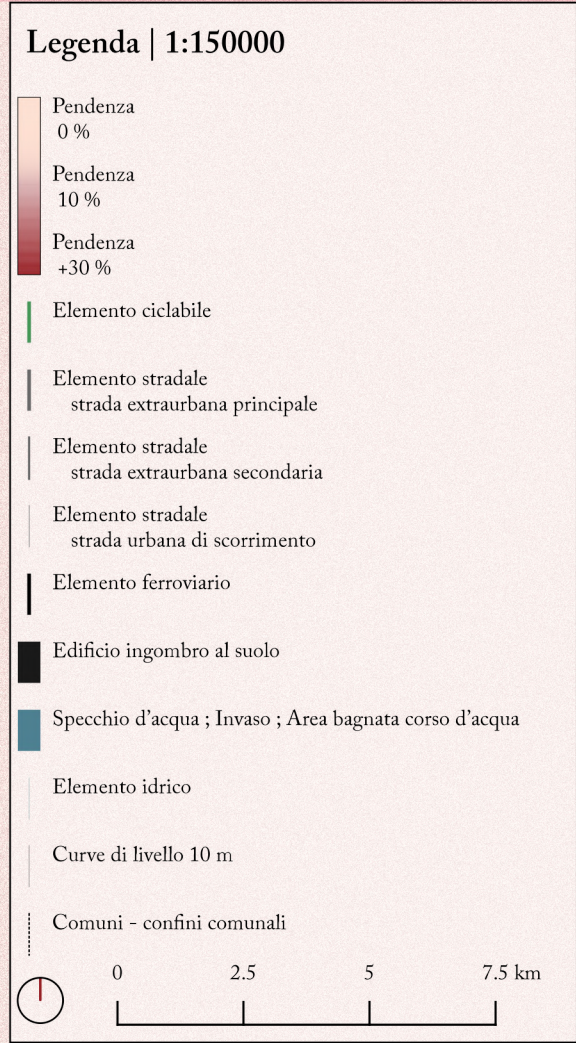 Legenda | 1:150000
Pendenza
0 %
Pendenza
10 %
Pendenza
+30 %
Elemento ciclabile
Elemento stradale
strada extraurbana principale
Elemento stradale
strada extraurbana secondaria
Elemento stradale
strada urbana di scorrimento
Elemento ferroviario
Edificio ingombro al suolo
Specchio d’acqua ; Invaso ; Area bagnata corso d’acqua
Elemento idrico
Curve di livello 10 m
Comuni - confini comunali
0 2.5 5 7.5 km